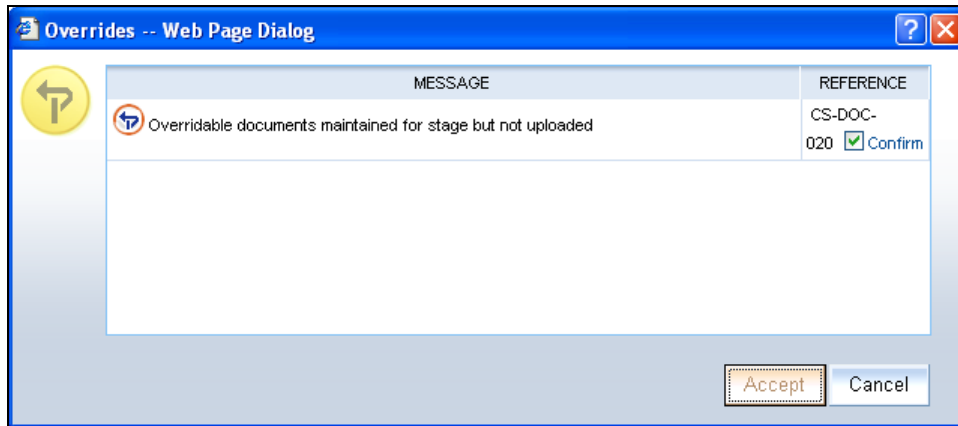 Overrides -- Web Page Dialog
MESSAGE REFERENCE
Overridable documents maintained for stage but not uploaded CS-DOC-
020 Confirm
Accept Cancel